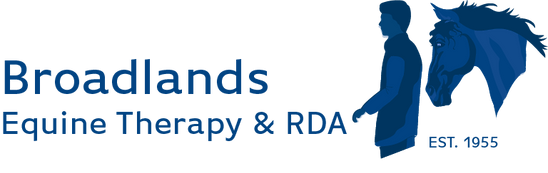 Broadlands
Equine Therapy & RDA
EST. 1955